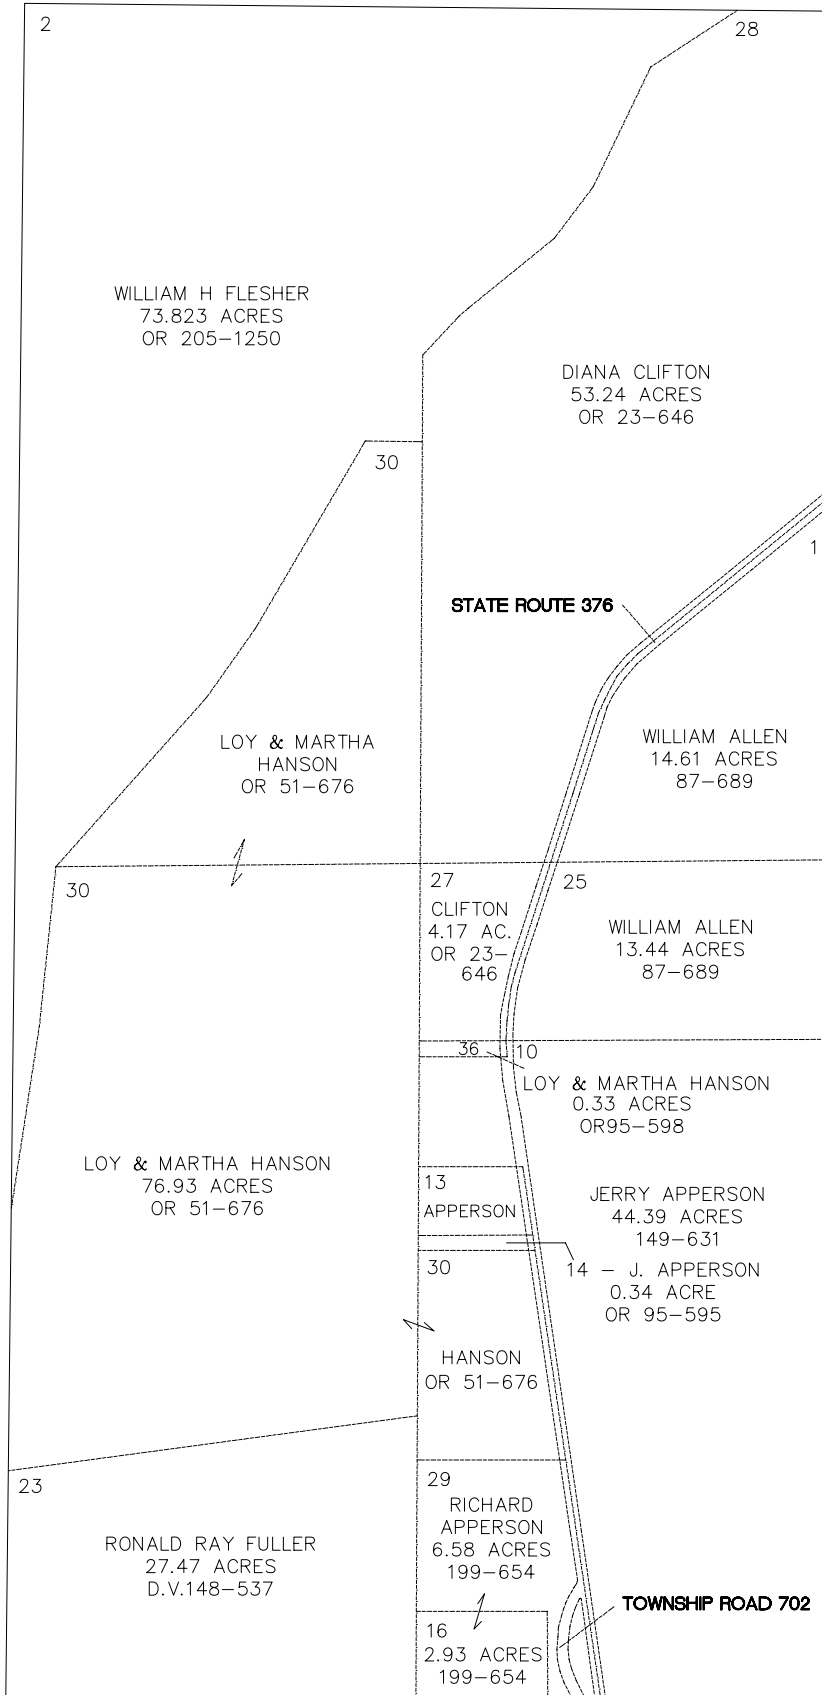 2
28
WILLIAM H FLESHER
73.823 ACRES
OR 205-1250
DIANA CLIFTON
53.24 ACRES
OR 23-646
30
1
STATE ROUTE 376
LOY & MARTHA
HANSON
OR 51-676
WILLIAM ALLEN
14.61 ACRES
87-689
30
27
25
CLIFTON
4.17 AC.
OR 23-
646
WILLIAM ALLEN
13.44 ACRES
87-689
36
10
LOY & MARTHA HANSON
0.33 ACRES
OR95-598
LOY & MARTHA HANSON
76.93 ACRES
OR 51-676
13
APPERSON
JERRY APPERSON
44.39 ACRES
149-631
30
14 - J. APPERSON
0.34 ACRE
OR 95-595
HANSON
OR 51-676
23
29
RICHARD
APPERSON
6.58 ACRES
199-654
RONALD RAY FULLER
27.47 ACRES
D.V.148-537
TOWNSHIP ROAD 702
16
2.93 ACRES
199-654